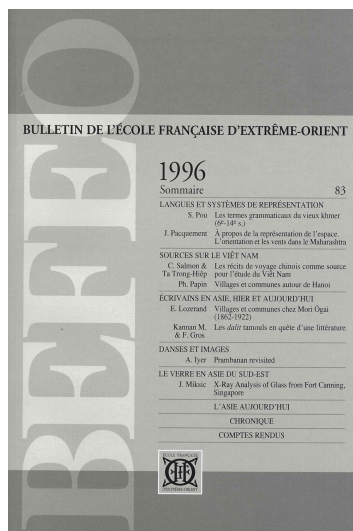 BEFEO
BULLETIN DE L'ÉCOLE FRANÇAISE D'EXTRÊME-ORIENT
1996
Sommaire 83
LANGUES ET SYSTÈMES DE REPRÉSENTATION
S. Pou Les termes grammaticaux du vieux khmer
(6e-14e s.)
J. Pacquement À propos de la représentation de l'espace.
L'orientation et les vents dans le Maharashtra
SOURCES SUR LE VIÊT NAM
C. Salmon & Les récits de voyage chinois comme source
Ta Trong-Hiêp pour l'étude du Viêt Nam
Ph. Papin Villages et communes autour de Hanoi
ÉCRIVAINS EN ASIE, HIER ET AUJOURD'HUI
E. Lozerand Villages et communes chez Mori Ôgai
(1862-1922)
Kannan M. Les dalit tamouls en quête d'une littérature
& F. Gros
DANSES ET IMAGES
A. Iyer Prambanan revisited
LE VERRE EN ASIE DU SUD-EST
J. Miksic X-Ray Analysis of Glass from Fort Canning,
Singapore
L'ASIE AUJOURD'HUI
CHRONIQUE
COMPTES RENDUS
ÉCOLE FRANÇAISE
D'EXTRÊME-ORIENT